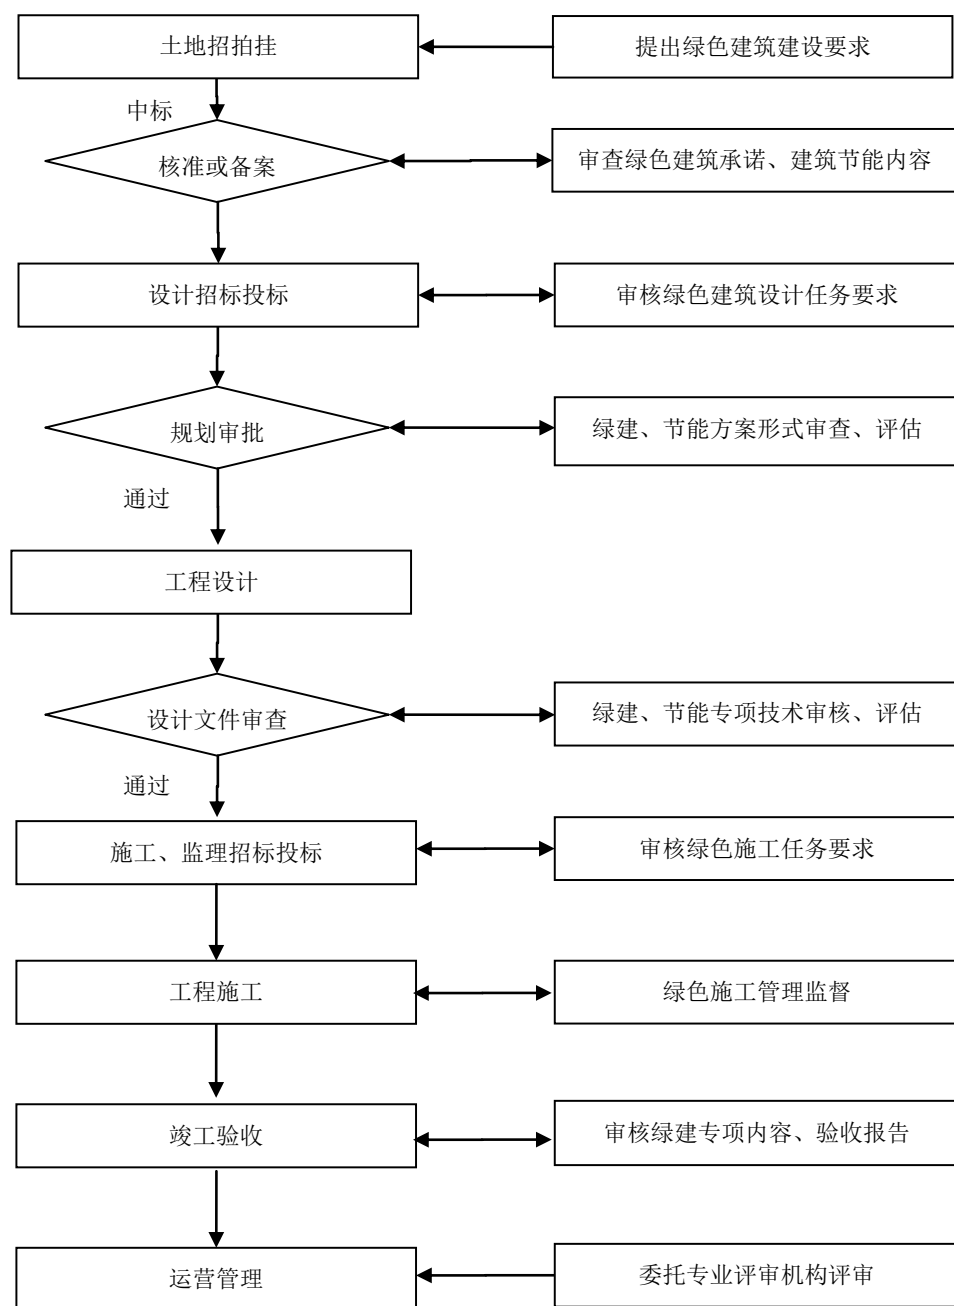 土地招拍挂
提出绿色建筑建设要求
中标
核准或备案
审查绿色建筑承诺、建筑节能内容
设计招标投标
审核绿色建筑设计任务要求
规划审批
绿建、节能方案形式审查、评估
通过
工程设计
设计文件审查
绿建、节能专项技术审核、评估
通过
施工、监理招标投标
审核绿色施工任务要求
工程施工
绿色施工管理监督
竣工验收
审核绿建专项内容、验收报告
运营管理
委托专业评审机构评审